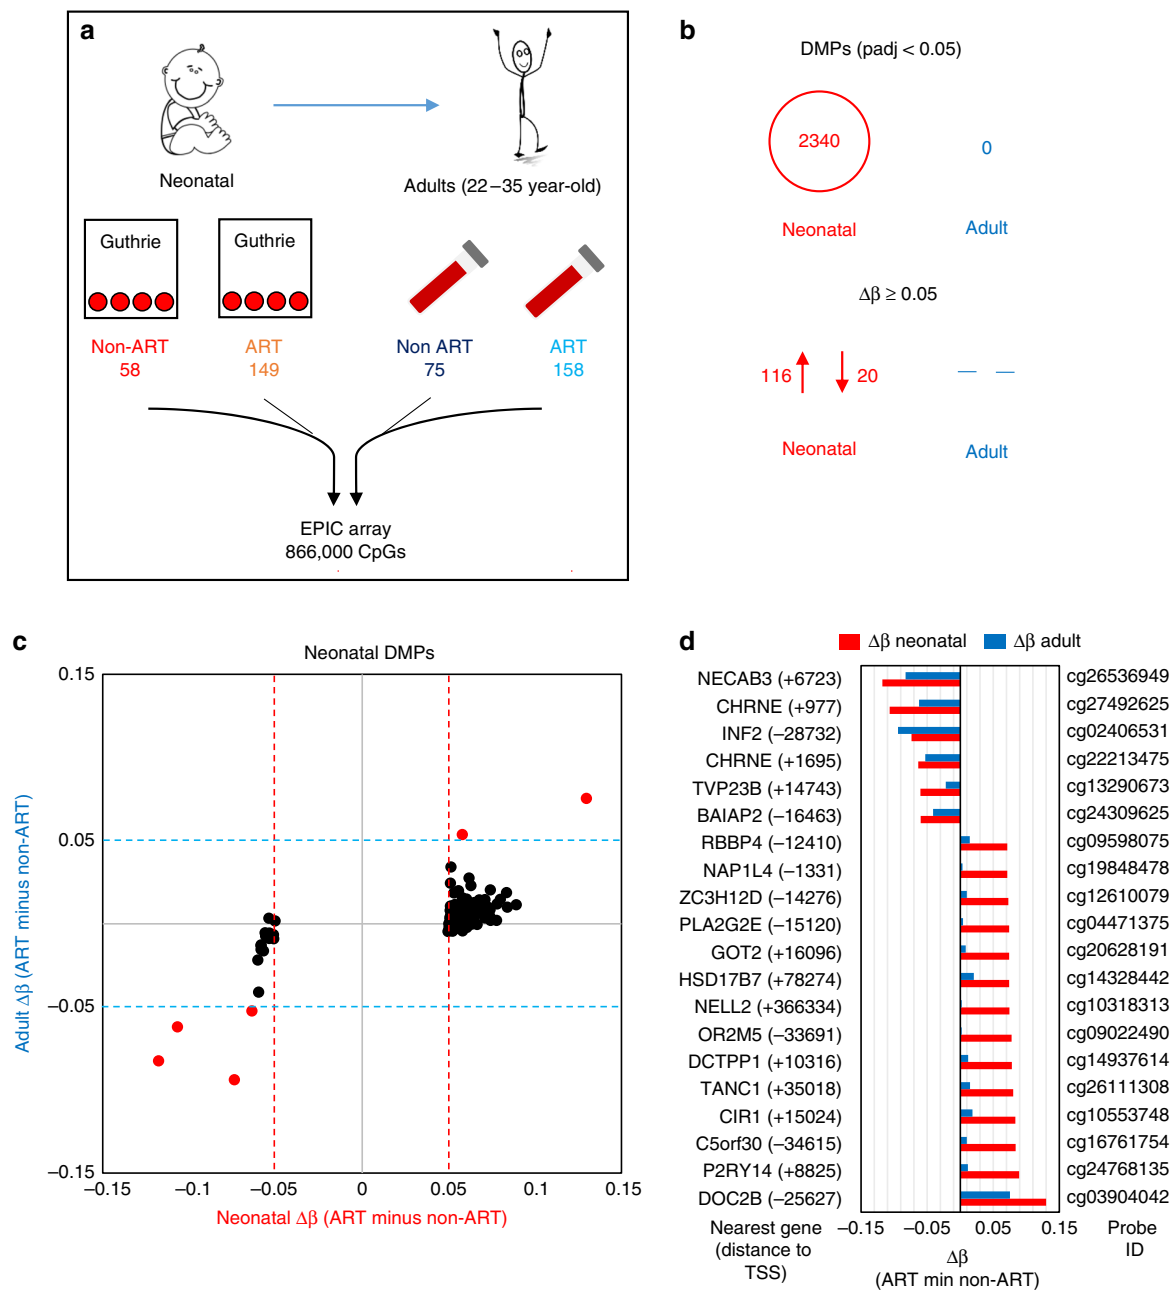 a
Neonatal
Adults (22–35 year-old)
Guthrie
Guthrie
Non-ART
58
ART
149
Non ART
75
ART
158
EPIC array
866,000 CpGs
b
DMPs (padj < 0.05)
2340
0
Neonatal
Adult
Δβ ≥ 0.05
116
20
Neonatal
Adult
c
Neonatal DMPs
0.15
0.05
–0.05
–0.15
Adult Δβ (ART minus non-ART)
–0.15
–0.1
–0.05
0
0.05
0.1
0.15
Neonatal Δβ (ART minus non-ART)
d
Δβ neonatal
Δβ adult
NECAB3 (+6723)
cg26536949
CHRNE (+977)
cg27492625
INF2 (–28732)
cg02406531
CHRNE (+1695)
cg22213475
TVP23B (+14743)
cg13290673
BAIAP2 (–16463)
cg24309625
RBBP4 (–12410)
cg09598075
NAP1L4 (–1331)
cg19848478
ZC3H12D (–14276)
cg12610079
PLA2G2E (–15120)
cg04471375
GOT2 (+16096)
cg20628191
HSD17B7 (+78274)
cg14328442
NELL2 (+366334)
cg10318313
OR2M5 (–33691)
cg09022490
DCTPP1 (+10316)
cg14937614
TANC1 (+35018)
cg26111308
CIR1 (+15024)
cg10553748
C5orf30 (–34615)
cg16761754
P2RY14 (+8825)
cg24768135
DOC2B (–25627)
cg03904042
Nearest gene
(distance to
TSS)
–0.15
–0.05
0.05
0.15
Δβ
(ART min non-ART)
Probe
ID